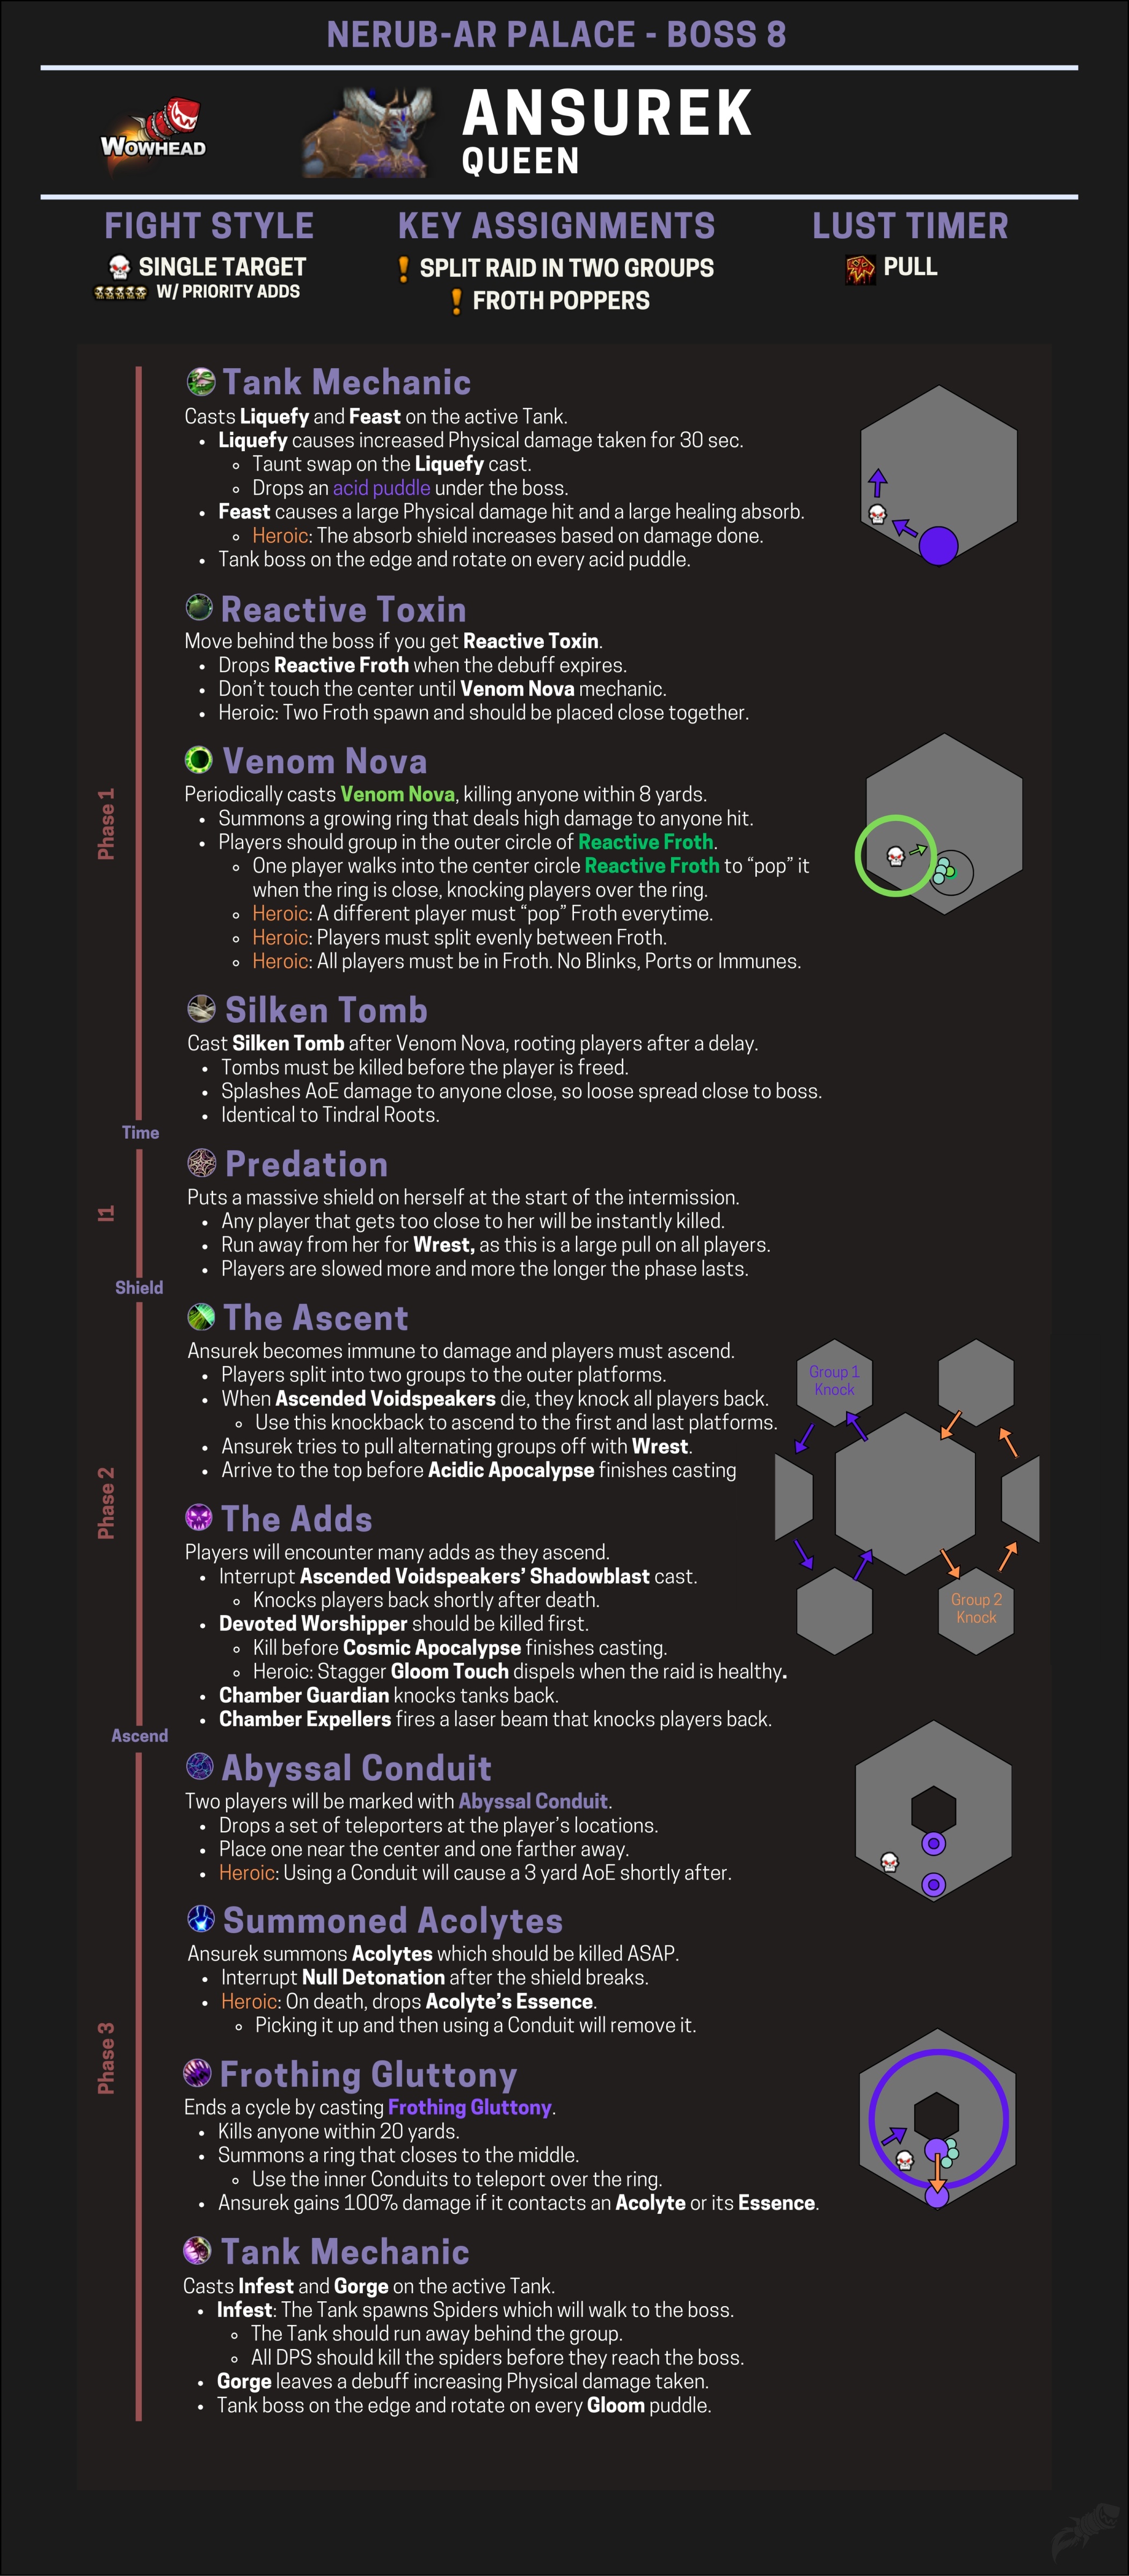 NERUB-AR PALACE - BOSS 8
WOWHEAD
ANSUREK
QUEEN
FIGHT STYLE
SINGLE TARGET
W/ PRIORITY ADDS
KEY ASSIGNMENTS
SPLIT RAID IN TWO GROUPS
FROTH POPPERS
LUST TIMER
PULL
Phase 1
Tank Mechanic
Casts Liquefy and Feast on the active Tank.
• Liquefy causes increased Physical damage taken for 30 sec.
◦ Taunt swap on the Liquefy cast.
◦ Drops an acid puddle under the boss.
• Feast causes a large Physical damage hit and a large healing absorb.
◦ Heroic: The absorb shield increases based on damage done.
• Tank boss on the edge and rotate on every acid puddle.
Reactive Toxin
Move behind the boss if you get Reactive Toxin.
• Drops Reactive Froth when the debuff expires.
• Don't touch the center until Venom Nova mechanic.
• Heroic: Two Froth spawn and should be placed close together.
Venom Nova
Periodically casts Venom Nova, killing anyone within 8 yards.
• Summons a growing ring that deals high damage to anyone hit.
• Players should group in the outer circle of Reactive Froth.
◦ One player walks into the center circle Reactive Froth to “pop” it
when the ring is close, knocking players over the ring.
◦ Heroic: A different player must “pop” Froth everytime.
◦ Heroic: Players must split evenly between Froth.
◦ Heroic: All players must be in Froth. No Blinks, Ports or Immunes.
Silken Tomb
Cast Silken Tomb after Venom Nova, rooting players after a delay.
• Tombs must be killed before the player is freed.
• Splashes AoE damage to anyone close, so loose spread close to boss.
• Identical to Tindral Roots.
Time
I1
Predation
Puts a massive shield on herself at the start of the intermission.
• Any player that gets too close to her will be instantly killed.
• Run away from her for Wrest, as this is a large pull on all players.
• Players are slowed more and more the longer the phase lasts.
Shield
Phase 2
The Ascent
Ansurek becomes immune to damage and players must ascend.
• Players split into two groups to the outer platforms.
• When Ascended Voidspeakers die, they knock all players back.
◦ Use this knockback to ascend to the first and last platforms.
• Ansurek tries to pull alternating groups off with Wrest.
• Arrive to the top before Acidic Apocalypse finishes casting
Group 1
Knock
Group 2
Knock
The Adds
Players will encounter many adds as they ascend.
• Interrupt Ascended Voidspeakers’ Shadowblast cast.
◦ Knocks players back shortly after death.
• Devoted Worshipper should be killed first.
◦ Kill before Cosmic Apocalypse finishes casting.
◦ Heroic: Stagger Gloom Touch dispels when the raid is healthy.
• Chamber Guardian knocks tanks back.
• Chamber Expellers fires a laser beam that knocks players back.
Ascend
Phase 3
Abyssal Conduit
Two players will be marked with Abyssal Conduit.
• Drops a set of teleporters at the player’s locations.
• Place one near the center and one farther away.
• Heroic: Using a Conduit will cause a 3 yard AoE shortly after.
Summoned Acolytes
Ansurek summons Acolytes which should be killed ASAP.
• Interrupt Null Detonation after the shield breaks.
• Heroic: On death, drops Acolyte’s Essence.
◦ Picking it up and then using a Conduit will remove it.
Frothing Gluttony
Ends a cycle by casting Frothing Gluttony.
• Kills anyone within 20 yards.
• Summons a ring that closes to the middle.
◦ Use the inner Conduits to teleport over the ring.
• Ansurek gains 100% damage if it contacts an Acolyte or its Essence.
Tank Mechanic
Casts Infest and Gorge on the active Tank.
• Infest: The Tank spawns Spiders which will walk to the boss.
◦ The Tank should run away behind the group.
◦ All DPS should kill the spiders before they reach the boss.
• Gorge leaves a debuff increasing Physical damage taken.
• Tank boss on the edge and rotate on every Gloom puddle.